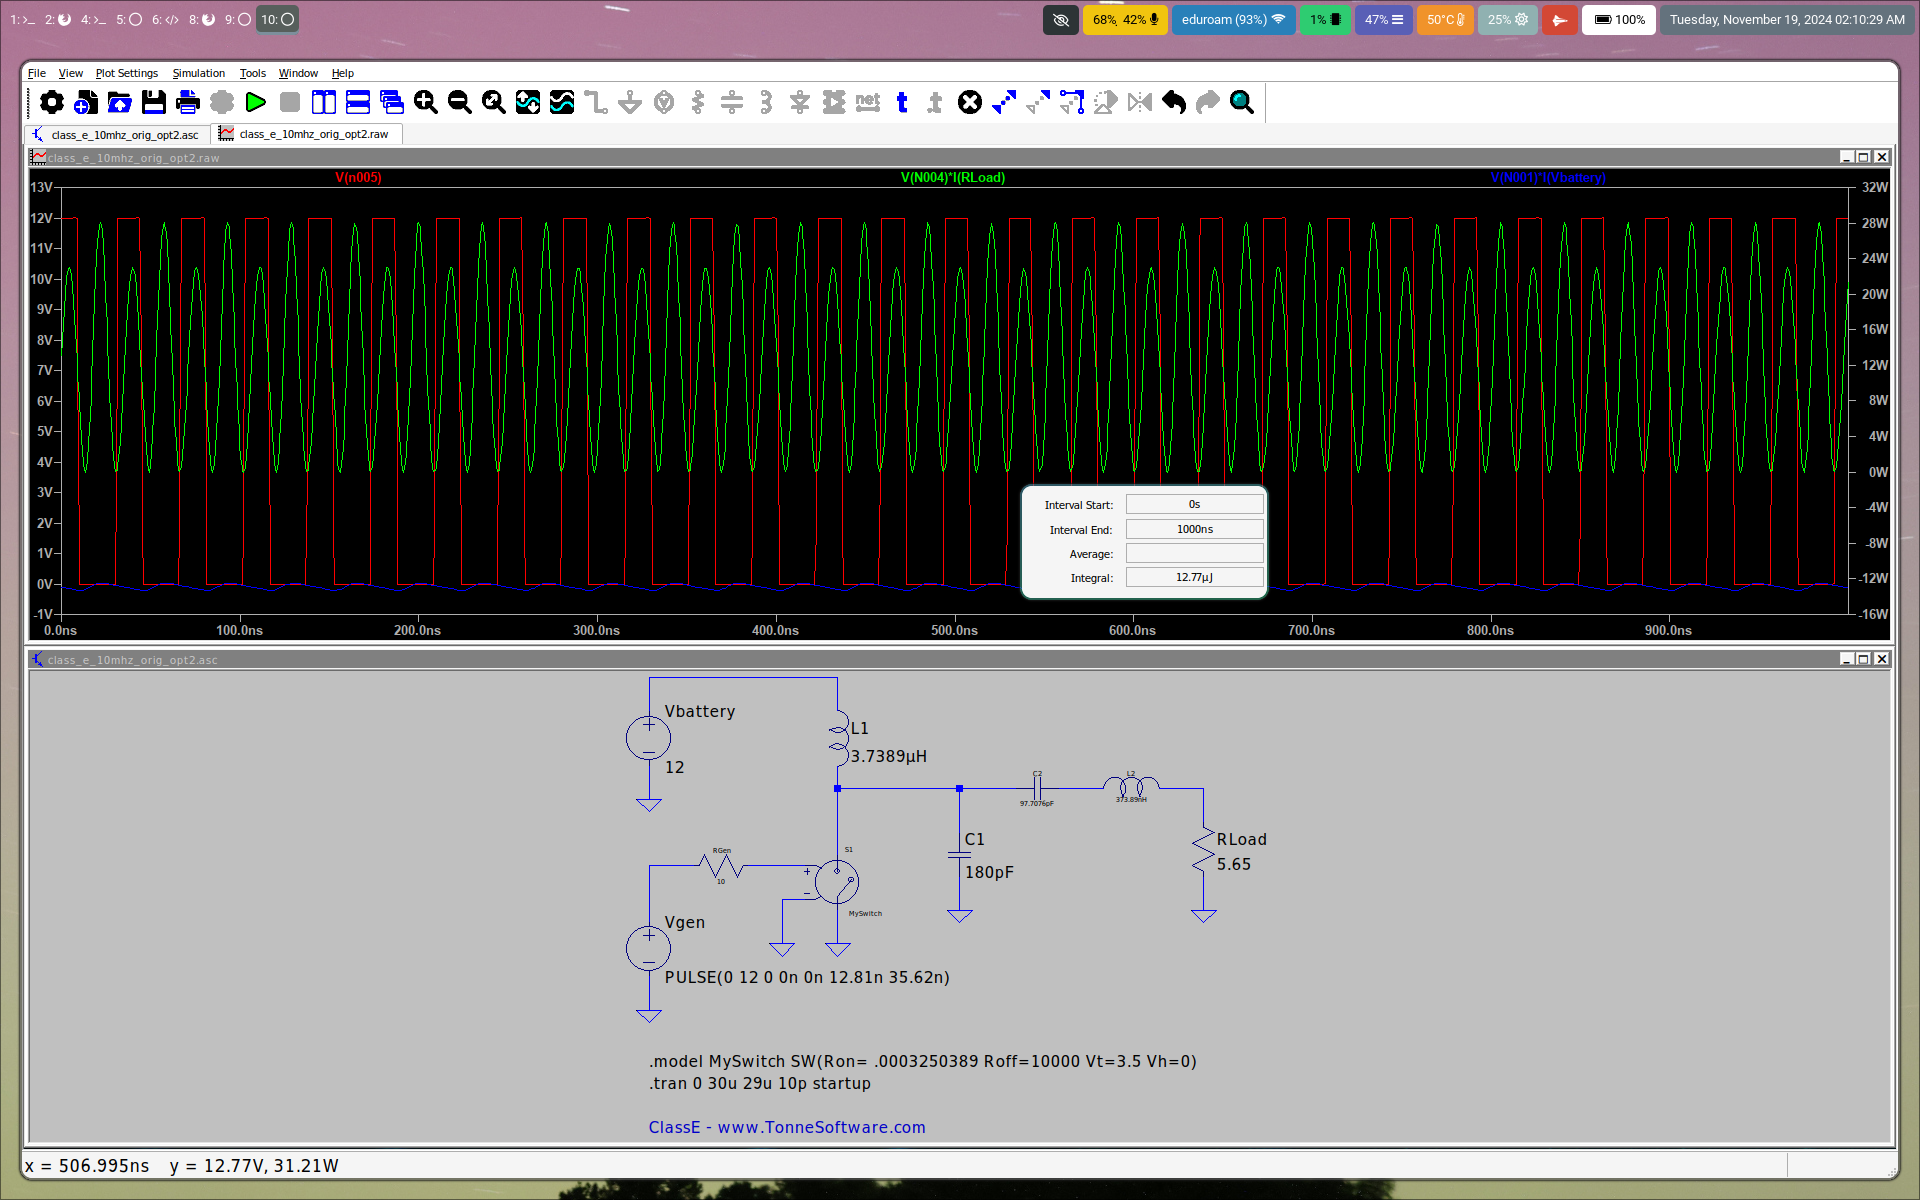 1: 2: 4: 5: 6: 8: 9: 10:
68%, 42% eduroam (93%) 1% 47% 50°C 25% 100% Tuesday, November 19, 2024 02:10:29 AM
File View Plot Settings Simulation Tools Window Help
net t t
class_e_10mhz_orig_opt2.asc class_e_10mhz_orig_opt2.raw
class_e_10mhz_orig_opt2.raw
V(n005) V(N004)*I(RLoad) V(N001)*I(Vbattery)
13V 32W
12V 28W
11V 24W
10V 20W
9V 16W
8V 12W
7V 8W
6V 4W
5V 0W
4V -4W
3V -8W
2V -12W
1V -16W
0V
-1V
0.0ns 100.0ns 200.0ns 300.0ns 400.0ns 500.0ns 600.0ns 700.0ns 800.0ns 900.0ns
Interval Start: 0s
Interval End: 1000ns
Average:
Integral: 12.77µJ
class_e_10mhz_orig_opt2.asc
Vbattery
12
L1
3.7389µH
C2
97.7076pF
L2
373.89nH
RLoad
5.65
C1
180pF
RGen
10
S1
MySwitch
Vgen
PULSE(0 12 0 0n 0n 12.81n 35.62n)
.model MySwitch SW(Ron= .0003250389 Roff=10000 Vt=3.5 Vh=0)
.tran 0 30u 29u 10p startup
ClassE - www.TonneSoftware.com
x = 506.995ns y = 12.77V, 31.21W